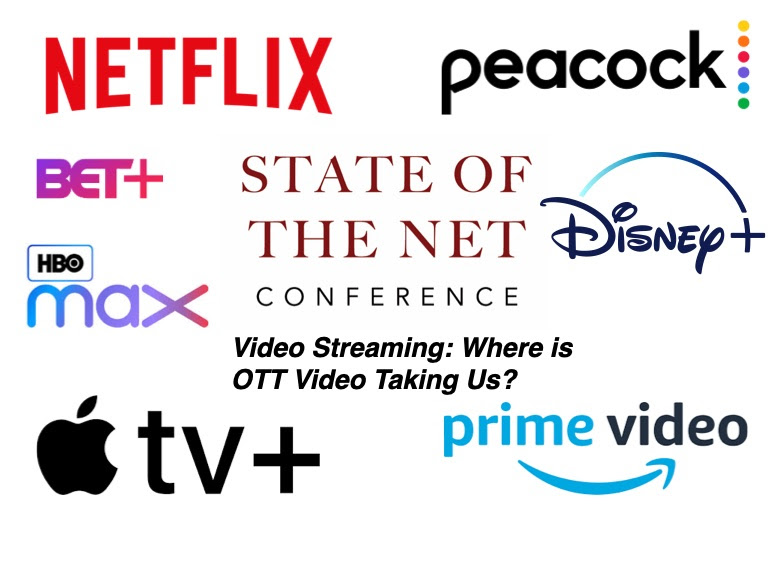 NETFLIX
peacock
BET+
STATE OF
THE NET
CONFERENCE
Disney+
HBO
max
Video Streaming: Where is
OTT Video Taking Us?
tv+
prime video